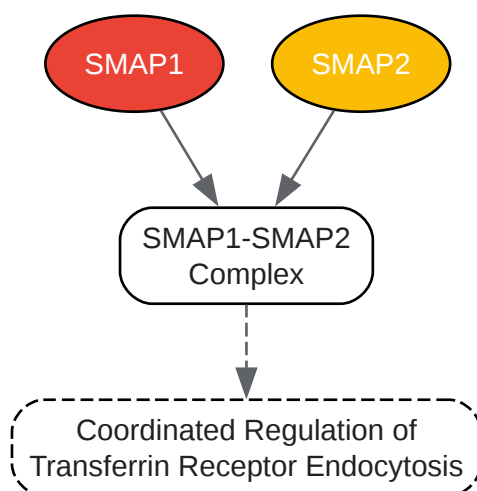 SMAP1
SMAP2
SMAP1-SMAP2
Complex
Coordinated Regulation of
Transferrin Receptor Endocytosis